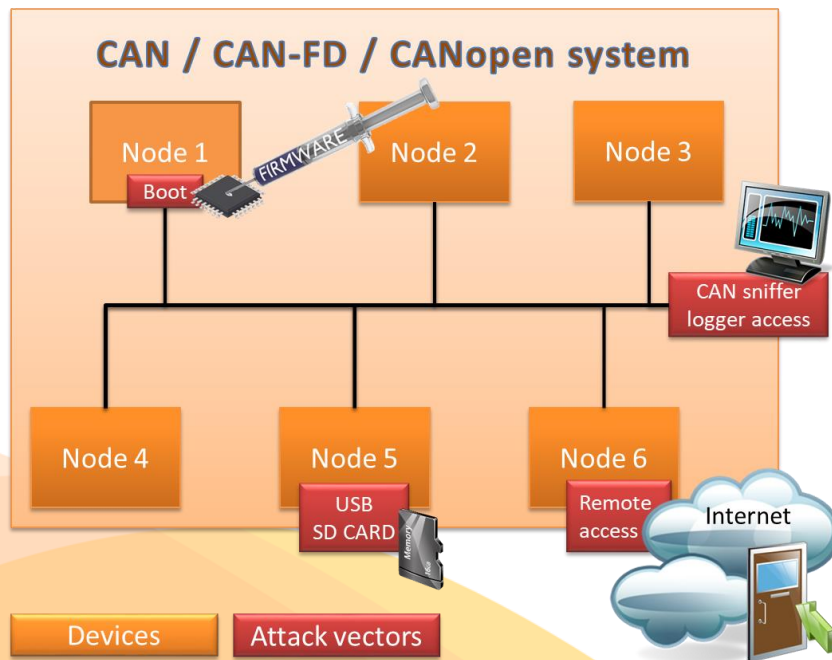 CAN / CAN-FD / CANopen system
Node 1
Boot
FIRMWARE
Node 2
Node 3
CAN sniffer
logger access
Node 4
Node 5
USB
SD CARD
Memory
16GB
Node 6
Remote
access
Internet
Devices
Attack vectors